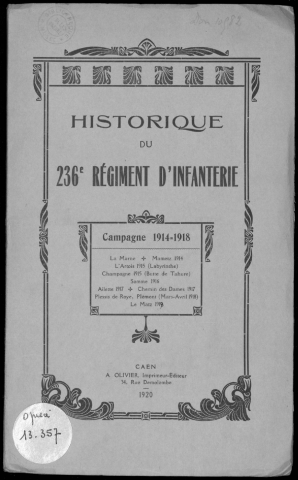 HISTORIQUE
DU
236e RÉGIMENT D'INFANTERIE
Campagne 1914-1918
La Marne ✦ Mametz 1914
L'Artois 1915 (Labyrinthe)
Champagne 1915 (Butte de Tahure)
Somme 1916
Aisne 1917 ✦ Chemin des Dames 1917
Plessis de Roye, Plémont (Mars-Avril 1918)
Le Matz 1918
CAEN
A. OLIVIER, Imprimeur-Éditeur
14, Rue Demolombe
1920
13.357